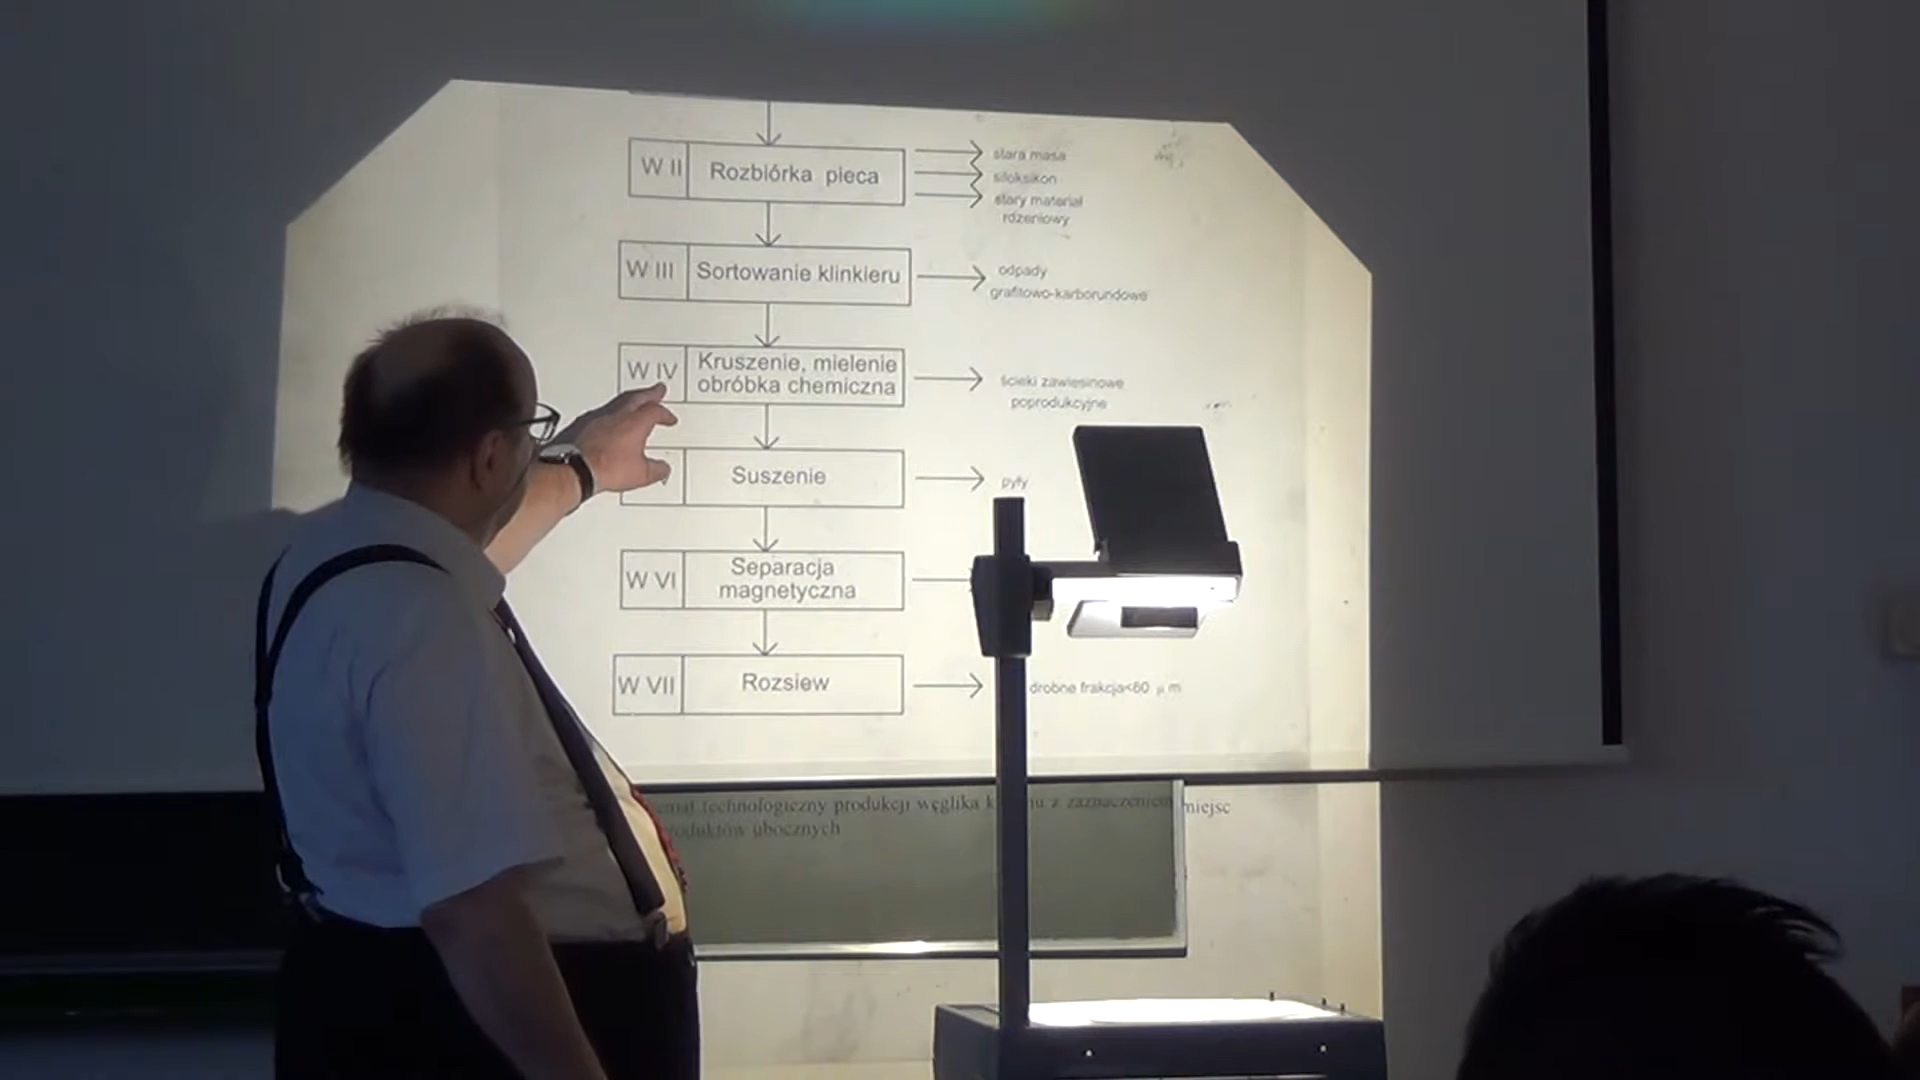 W II Rozbiórka pieca
stara masa
siloksikon
stary materiał
rdzeniowy
W III Sortowanie klinkieru
odpady
grafitowo-karborundowe
W IV Kruszenie, mielenie
obróbka chemiczna
ścieki zawiesinowe
poprodukcyjne
Suszenie
pyły
W VI Separacja
magnetyczna
W VII Rozsiew
drobne frakcja<60 μm
technologiczny produkcji węglika z zaznaczeniem miejsc
ubocznych